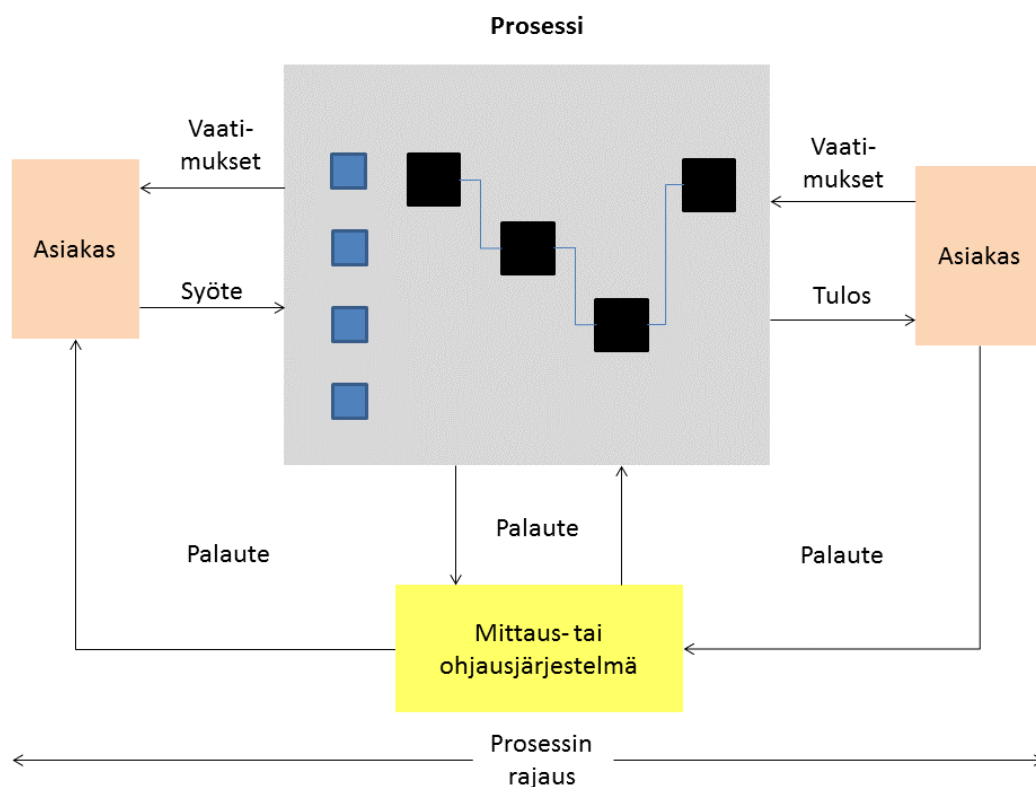 Prosessi
Vaati-
mukset
Vaati-
mukset
Asiakas
Asiakas
Syöte
Tulos
Palaute
Palaute
Palaute
Mittaus- tai
ohjausjärjestelmä
Prosessin
rajaus